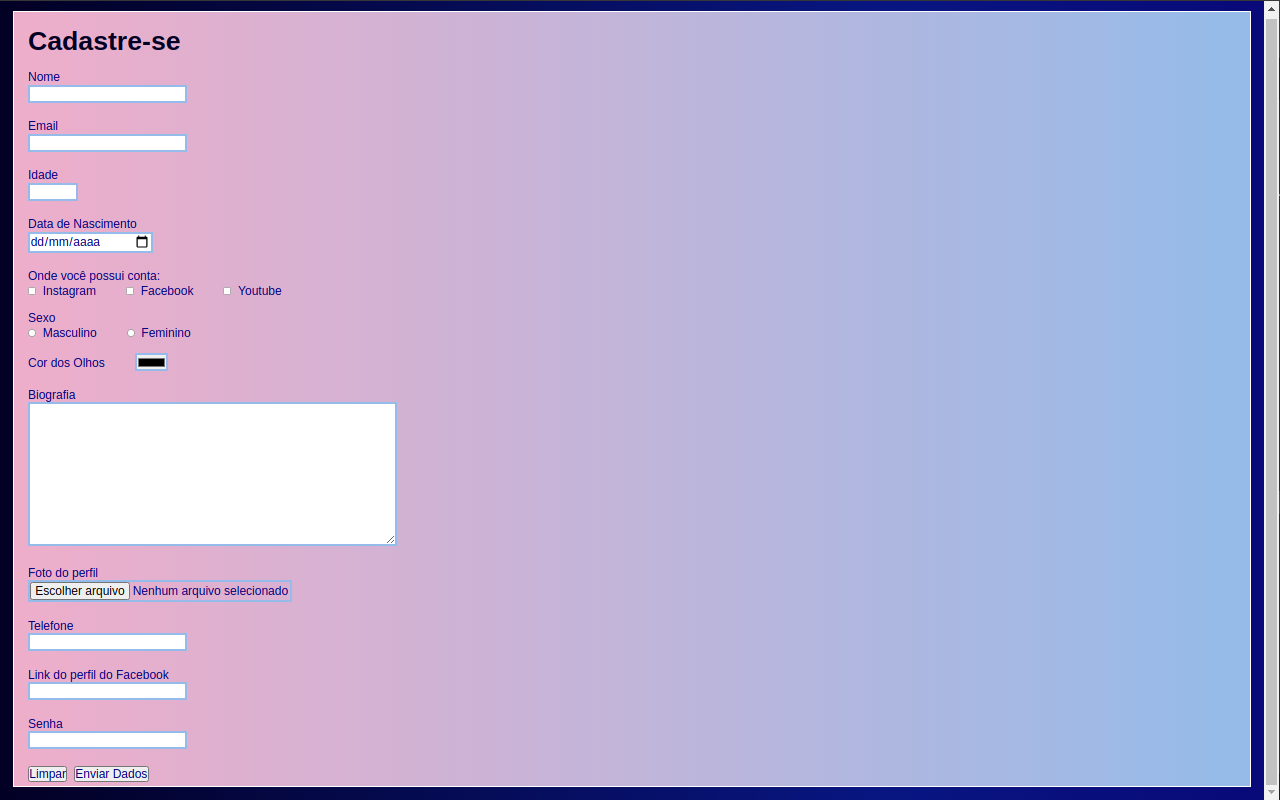 Cadastre-se
Nome
Email
Idade
Data de Nascimento
dd/mm/aaaa
Onde você possui conta:
Instagram Facebook Youtube
Sexo
Masculino Feminino
Cor dos Olhos
Biografia
Foto do perfil
Escolher arquivo Nenhum arquivo selecionado
Telefone
Link do perfil do Facebook
Senha
Limpar Enviar Dados